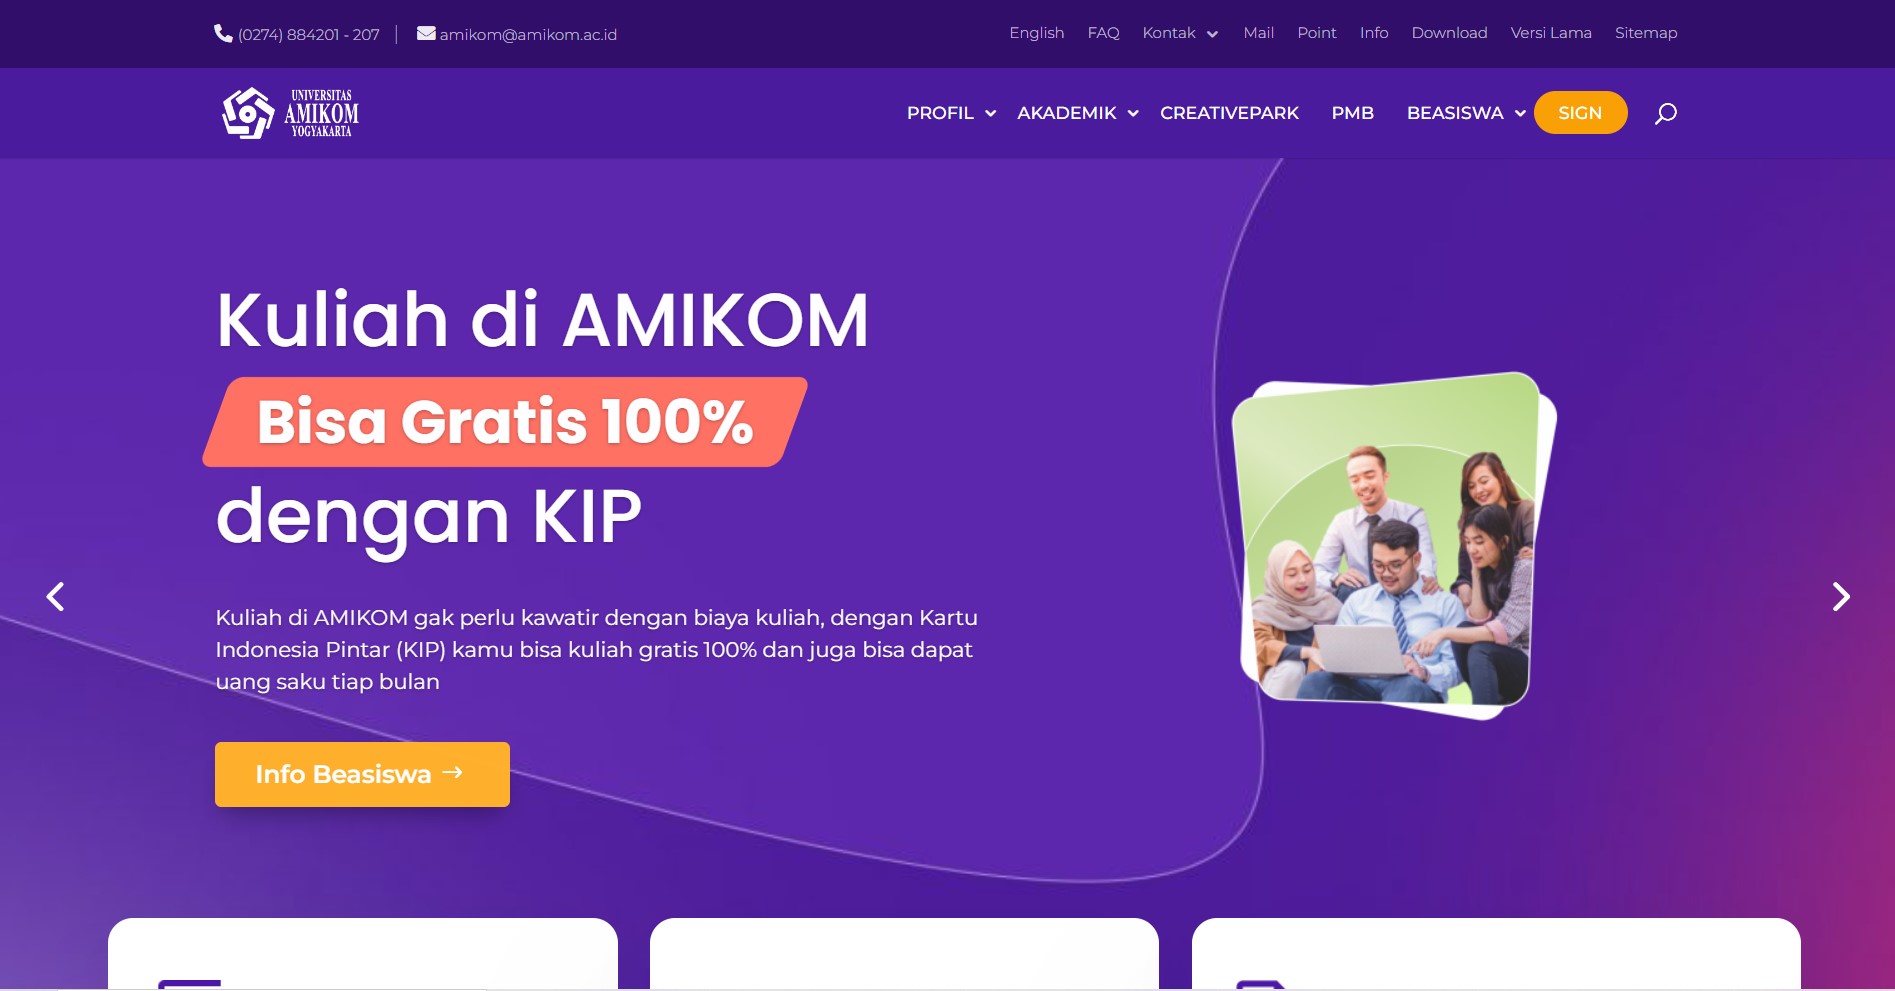 (0274) 884201 - 207
amikom@amikom.ac.id
English FAQ Kontak Mail Point Info Download Versi Lama Sitemap
UNIVERSITAS
AMIKOM
YOGYAKARTA
PROFIL AKADEMIK CREATIVEPARK PMB BEASISWA SIGN
Kuliah di AMIKOM
Bisa Gratis 100%
dengan KIP
Kuliah di AMIKOM gak perlu kawatir dengan biaya kuliah, dengan Kartu
Indonesia Pintar (KIP) kamu bisa kuliah gratis 100% dan juga bisa dapat
uang saku tiap bulan
Info Beasiswa →